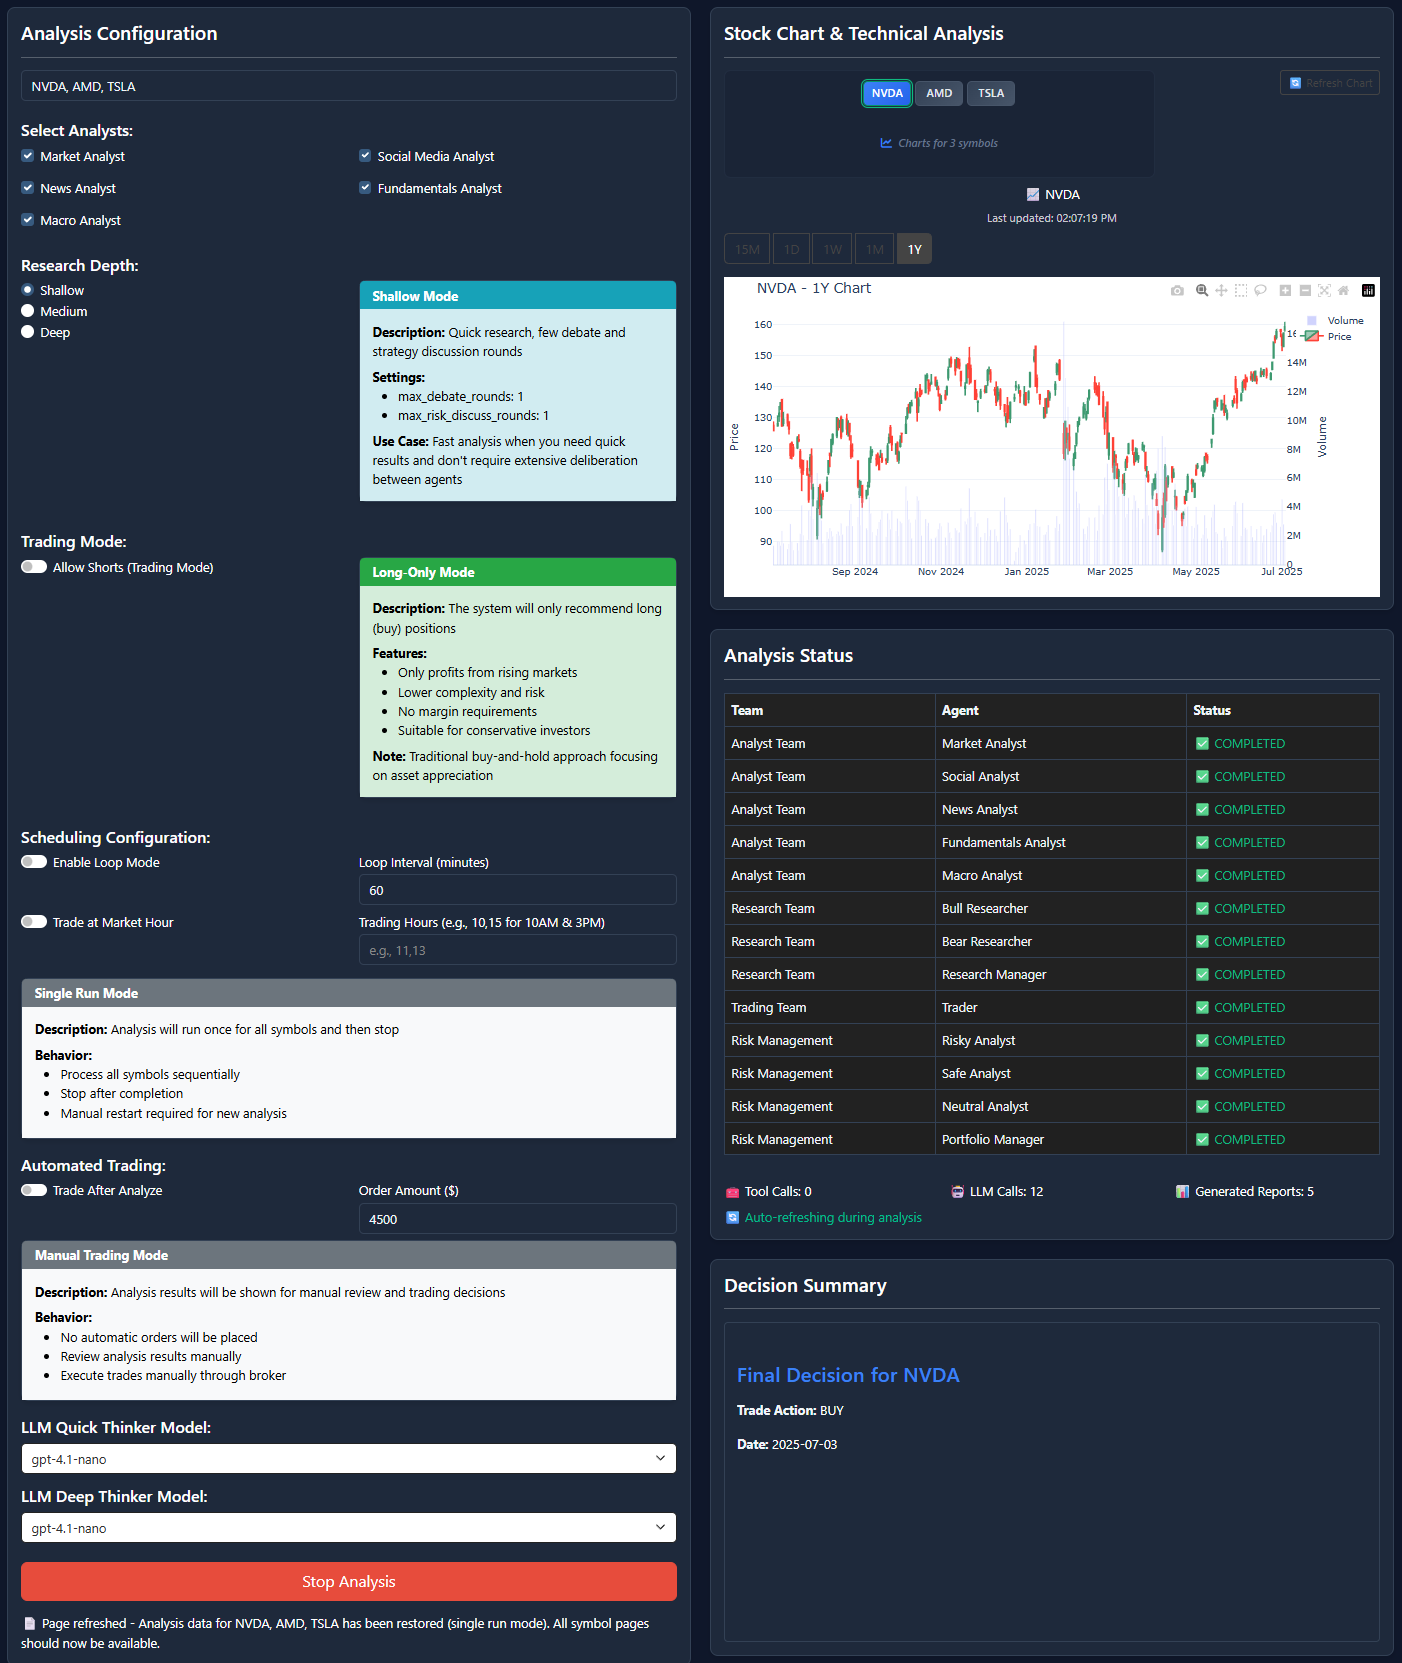 Analysis Configuration
NVDA, AMD, TSLA
Select Analysts:
Market Analyst
Social Media Analyst
News Analyst
Fundamentals Analyst
Macro Analyst
Research Depth:
Shallow
Medium
Deep
Shallow Mode
Description: Quick research, few debate and
strategy discussion rounds
Settings:
max_debate_rounds: 1
max_risk_discuss_rounds: 1
Use Case: Fast analysis when you need quick
results and don't require extensive deliberation
between agents
Trading Mode:
Allow Shorts (Trading Mode)
Long-Only Mode
Description: The system will only recommend long
(buy) positions
Features:
Only profits from rising markets
Lower complexity and risk
No margin requirements
Suitable for conservative investors
Note: Traditional buy-and-hold approach focusing
on asset appreciation
Scheduling Configuration:
Enable Loop Mode
Loop Interval (minutes)
60
Trade at Market Hour
Trading Hours (e.g., 10,15 for 10AM & 3PM)
e.g., 11,13
Single Run Mode
Description: Analysis will run once for all symbols and then stop
Behavior:
Process all symbols sequentially
Stop after completion
Manual restart required for new analysis
Automated Trading:
Trade After Analyze
Order Amount ($)
4500
Manual Trading Mode
Description: Analysis results will be shown for manual review and trading decisions
Behavior:
No automatic orders will be placed
Review analysis results manually
Execute trades manually through broker
LLM Quick Thinker Model:
gpt-4.1-nano
LLM Deep Thinker Model:
gpt-4.1-nano
Stop Analysis
Page refreshed - Analysis data for NVDA, AMD, TSLA has been restored (single run mode). All symbol pages
should now be available.
Stock Chart & Technical Analysis
NVDA AMD TSLA
Refresh Chart
Charts for 3 symbols
NVDA
Last updated: 02:07:19 PM
15M 1D 1W 1M 1Y
NVDA - 1Y Chart
Volume
Price
160
150
140
130
120
110
100
90
Price
16
14M
12M
10M
8M
6M
4M
2M
0
Volume
Sep 2024 Nov 2024 Jan 2025 Mar 2025 May 2025 Jul 2025
Analysis Status
Team Agent Status
Analyst Team Market Analyst COMPLETED
Analyst Team Social Analyst COMPLETED
Analyst Team News Analyst COMPLETED
Analyst Team Fundamentals Analyst COMPLETED
Analyst Team Macro Analyst COMPLETED
Research Team Bull Researcher COMPLETED
Research Team Bear Researcher COMPLETED
Research Team Research Manager COMPLETED
Trading Team Trader COMPLETED
Risk Management Risky Analyst COMPLETED
Risk Management Safe Analyst COMPLETED
Risk Management Neutral Analyst COMPLETED
Risk Management Portfolio Manager COMPLETED
Tool Calls: 0
LLM Calls: 12
Generated Reports: 5
Auto-refreshing during analysis
Decision Summary
Final Decision for NVDA
Trade Action: BUY
Date: 2025-07-03